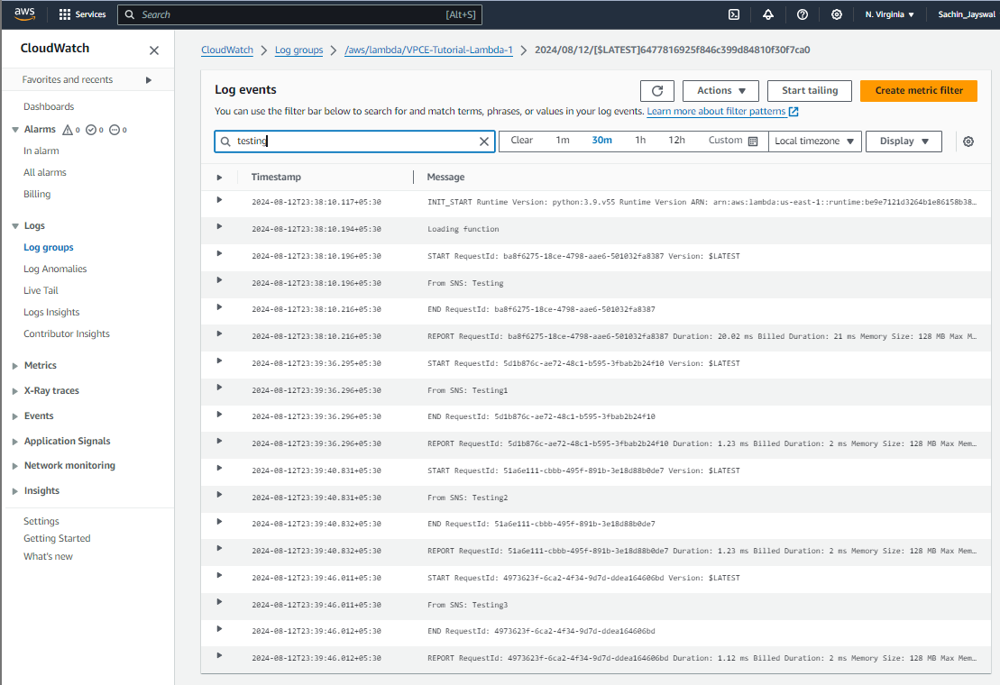 aws Services Search [Alt+S] N. Virginia Sachin_Jayswal
CloudWatch
Favorites and recents
Dashboards
Alarms 0 0 0
In alarm
All alarms
Billing
Logs
Log groups
Log Anomalies
Live Tail
Logs Insights
Contributor Insights
Metrics
X-Ray traces
Events
Application Signals
Network monitoring
Insights
Settings
Getting Started
What's new
CloudWatch > Log groups > /aws/lambda/VPCE-Tutorial-Lambda-1 > 2024/08/12/[$LATEST]6477816925f846c399d84810f30f7ca0
Log events
Actions Start tailing Create metric filter
You can use the filter bar below to search for and match terms, phrases, or values in your log events. Learn more about filter patterns
testing Clear 1m 30m 1h 12h Custom Local timezone Display
Timestamp Message
2024-08-12T23:38:10.117+05:30 INIT_START Runtime Version: python:3.9.v55 Runtime Version ARN: arn:aws:lambda:us-east-1::runtime:be9e7121d3264b1e86158b38…
2024-08-12T23:38:10.194+05:30 Loading function
2024-08-12T23:38:10.196+05:30 START RequestId: ba8f6275-18ce-4798-aae6-501032fa8387 Version: $LATEST
2024-08-12T23:38:10.196+05:30 From SNS: Testing
2024-08-12T23:38:10.216+05:30 END RequestId: ba8f6275-18ce-4798-aae6-501032fa8387
2024-08-12T23:38:10.216+05:30 REPORT RequestId: ba8f6275-18ce-4798-aae6-501032fa8387 Duration: 20.02 ms Billed Duration: 21 ms Memory Size: 128 MB Max M…
2024-08-12T23:39:36.295+05:30 START RequestId: 5d1b876c-ae72-48c1-b595-3fbab2b24f10 Version: $LATEST
2024-08-12T23:39:36.296+05:30 From SNS: Testing1
2024-08-12T23:39:36.296+05:30 END RequestId: 5d1b876c-ae72-48c1-b595-3fbab2b24f10
2024-08-12T23:39:36.296+05:30 REPORT RequestId: 5d1b876c-ae72-48c1-b595-3fbab2b24f10 Duration: 1.23 ms Billed Duration: 2 ms Memory Size: 128 MB Max Mem…
2024-08-12T23:39:40.831+05:30 START RequestId: 51a6e111-cbbb-495f-891b-3e18d88b0de7 Version: $LATEST
2024-08-12T23:39:40.831+05:30 From SNS: Testing2
2024-08-12T23:39:40.832+05:30 END RequestId: 51a6e111-cbbb-495f-891b-3e18d88b0de7
2024-08-12T23:39:40.832+05:30 REPORT RequestId: 51a6e111-cbbb-495f-891b-3e18d88b0de7 Duration: 1.23 ms Billed Duration: 2 ms Memory Size: 128 MB Max Mem…
2024-08-12T23:39:46.011+05:30 START RequestId: 4973623f-6ca2-4f34-9d7d-ddea164606bd Version: $LATEST
2024-08-12T23:39:46.011+05:30 From SNS: Testing3
2024-08-12T23:39:46.012+05:30 END RequestId: 4973623f-6ca2-4f34-9d7d-ddea164606bd
2024-08-12T23:39:46.012+05:30 REPORT RequestId: 4973623f-6ca2-4f34-9d7d-ddea164606bd Duration: 1.12 ms Billed Duration: 2 ms Memory Size: 128 MB Max Mem…